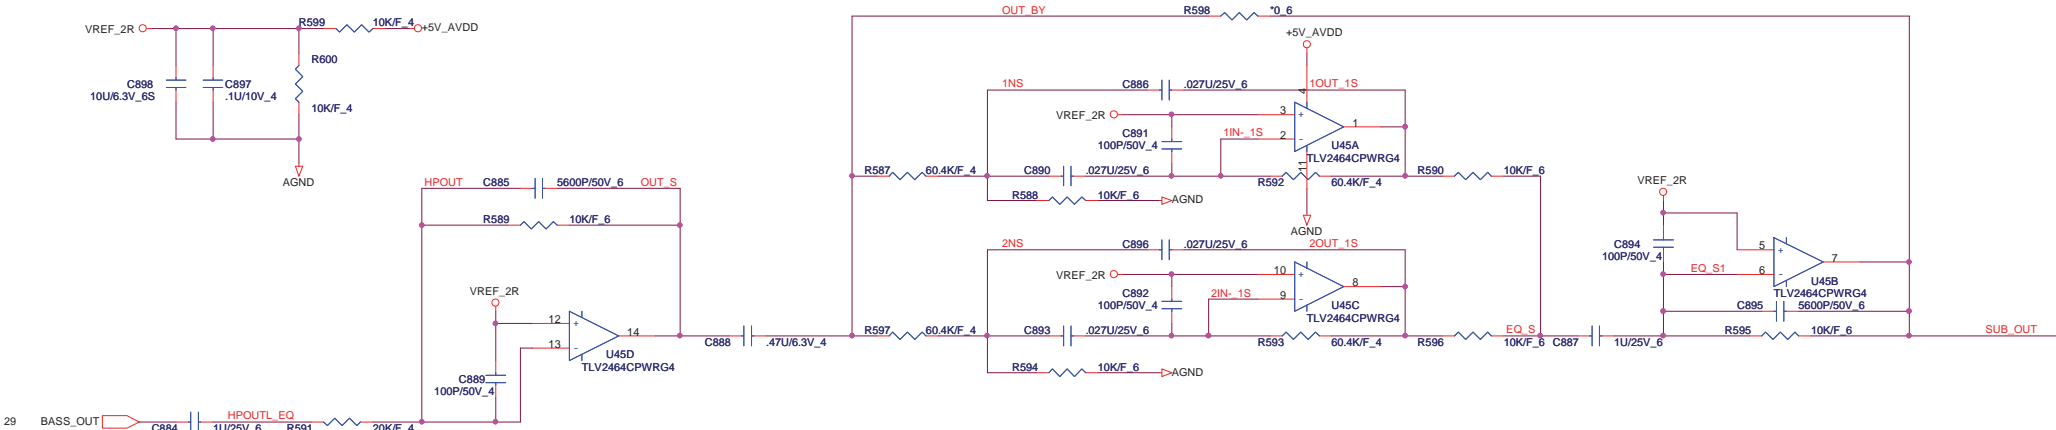 OUT_BY R598 *0_6
R599 10K/F_4
VREF_2R +5V_AVDD
+5V_AVDD
R600
C898 C897
10U/6.3V_6S .1U/10V_4
10K/F_4
AGND
1NS C886 .027U/25V_6 1OUT_1S
4
VREF_2R 3 + 1
C891 1IN-_1S 2 -
100P/50V_4 U45A
TLV2464CPWRG4
11
R587 60.4K/F_4 C890 .027U/25V_6 R592 60.4K/F_4 R590 10K/F_6
R588 10K/F_6 AGND
AGND
HPOUT C885 5600P/50V_6 OUT_S
R589 10K/F_6
2NS C896 .027U/25V_6 2OUT_1S
VREF_2R 10 + 8
C892 2IN-_1S 9 -
100P/50V_4 U45C
TLV2464CPWRG4
R597 60.4K/F_4 C893 .027U/25V_6 R593 60.4K/F_4 R596 10K/F_6 EQ_S
R594 10K/F_6 AGND
VREF_2R
12 + 14
13 -
U45D
TLV2464CPWRG4
C888 .47U/6.3V_4
C889
100P/50V_4
VREF_2R
C894 5 + 7
100P/50V_4 EQ_S1 6 -
U45B
TLV2464CPWRG4
C895 5600P/50V_6
C887 1U/25V_6 R595 10K/F_6 SUB_OUT
29 BASS_OUT C884 1U/25V_6 HPOUTL_EQ R591 20K/F_4